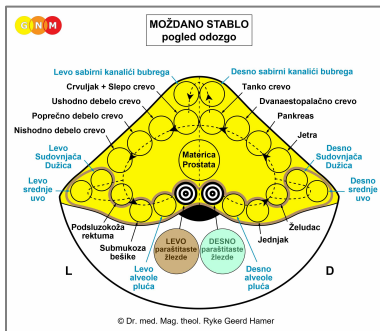 G N M
MOŽDANO STABLO
pogled odozgo
Levo sabirni kanalići bubrega
Desno sabirni kanalići bubrega
Crvuljak + Slepo crevo
Tanko crevo
Ushodno debelo crevo
Dvanaestopalačno crevo
Poprečno debelo crevo
Pankreas
Nishodno debelo crevo
Jetra
Levo
Sudovnjača
Dužica
Desno
Sudovnjača
Dužica
Materica
Prostata
Levo
srednje
uvo
Desno
srednje
uvo
Podsluzokoža
rektuma
Želudac
Submukoza
bešike
Jednjak
LEVO
paraštitaste
žlezde
DESNO
paraštitaste
žlezde
L
D
Levo
alveole
pluća
Desno
alveole
pluća
© Dr. med. Mag. theol. Ryke Geerd Hamer